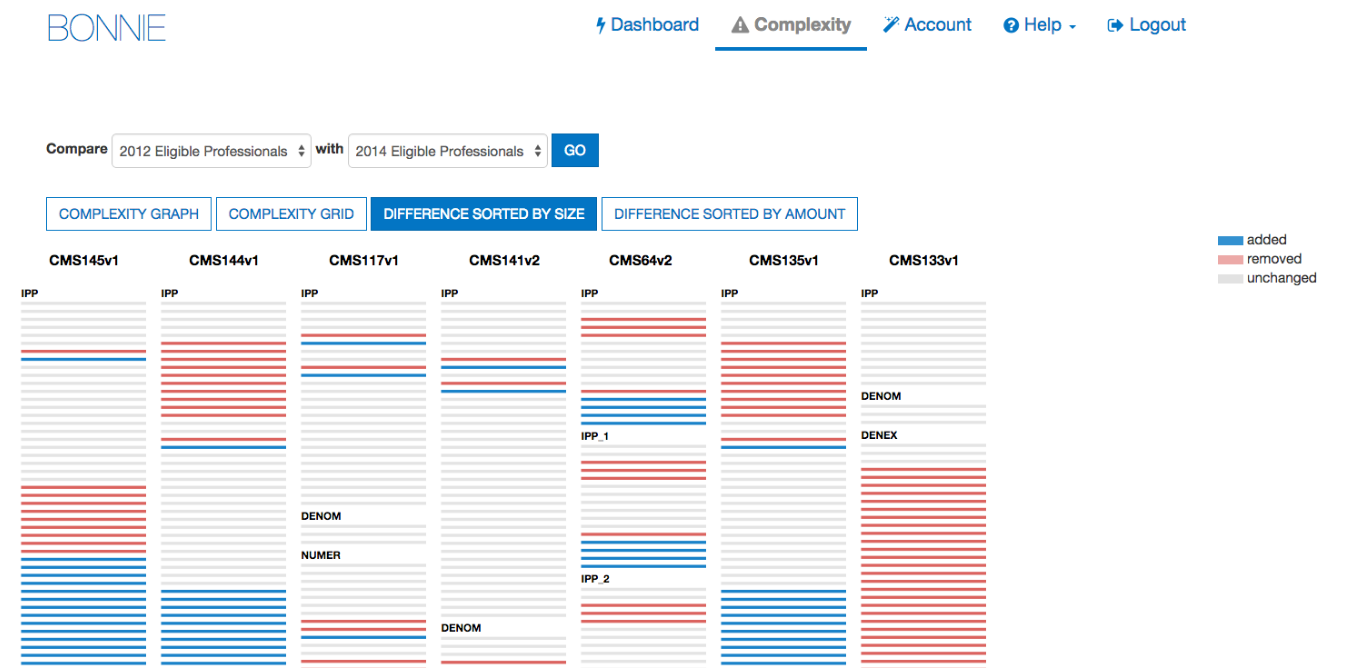 BONNIE
Dashboard Complexity Account Help Logout
Compare 2012 Eligible Professionals with 2014 Eligible Professionals GO
COMPLEXITY GRAPH COMPLEXITY GRID DIFFERENCE SORTED BY SIZE DIFFERENCE SORTED BY AMOUNT
added
removed
unchanged
CMS145v1 CMS144v1 CMS117v1 CMS141v2 CMS64v2 CMS135v1 CMS133v1
IPP IPP IPP IPP IPP IPP IPP
DENOM
IPP_1 DENEX
DENOM
NUMER
IPP_2
DENOM